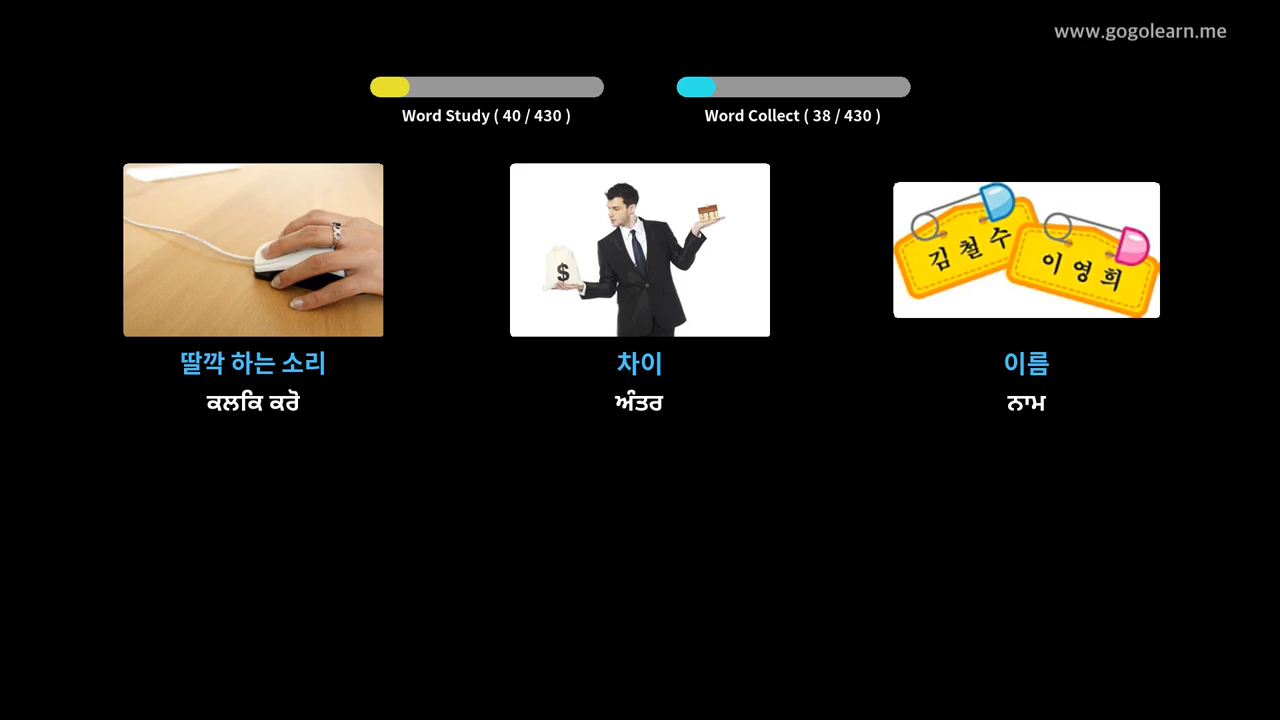 www.gogolearn.me
Word Study ( 40 / 430 )
Word Collect ( 38 / 430 )
$
김철수
이영희
딸깍 하는 소리
차이
이름
ਕਲਕਿ ਕਰੋ
ਅੰਤਰ
ਨਾਮ